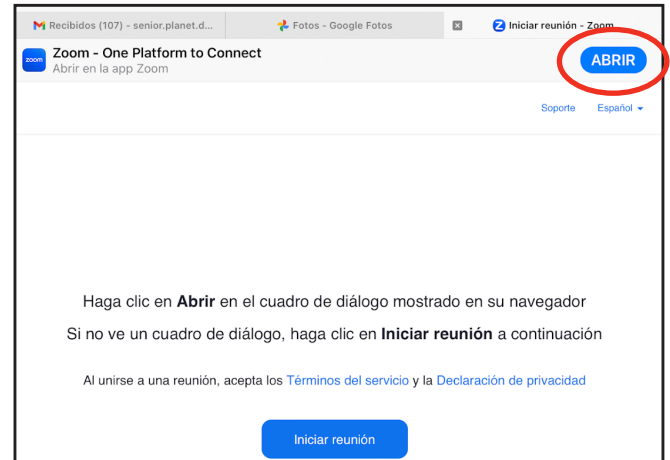 Recibidos (107) - senior.planet.d...
Fotos - Google Fotos
Iniciar reunión - Zoom
zoom
Zoom - One Platform to Connect
Abrir en la app Zoom
ABRIR
Soporte
Español
Haga clic en Abrir en el cuadro de diálogo mostrado en su navegador
Si no ve un cuadro de diálogo, haga clic en Iniciar reunión a continuación
Al unirse a una reunión, acepta los Términos del servicio y la Declaración de privacidad
Iniciar reunión